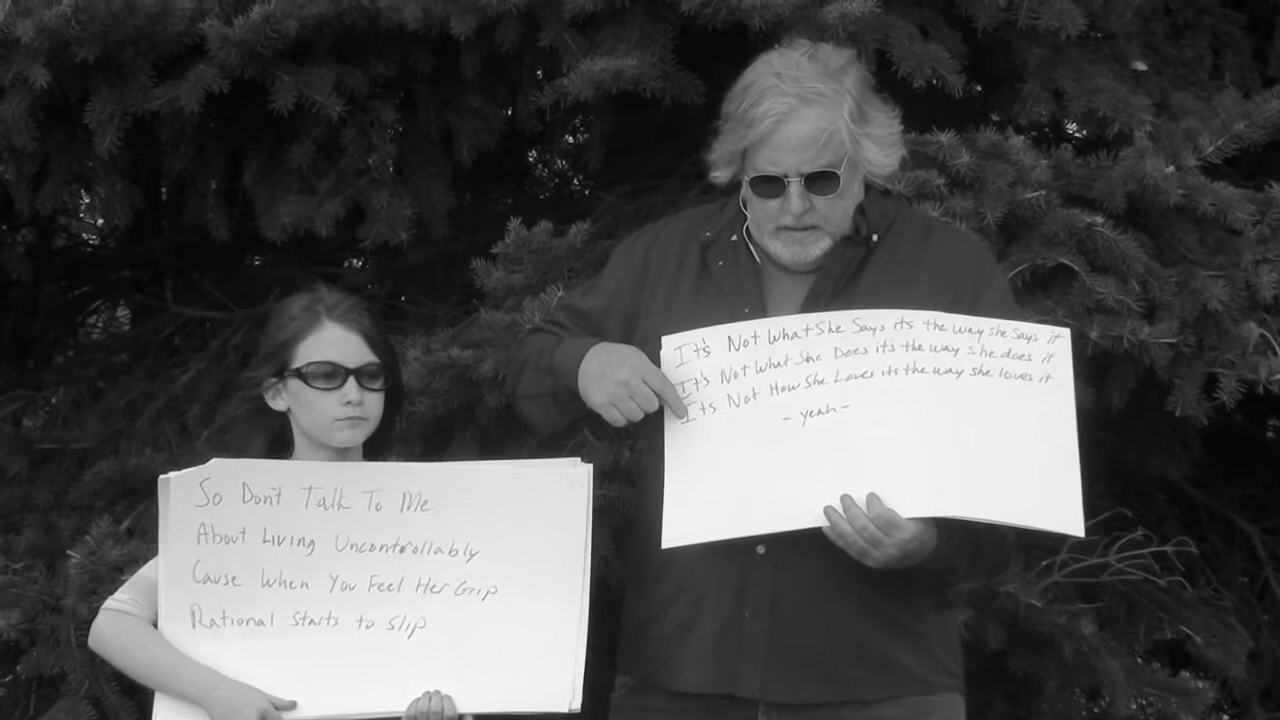 So Don't Talk To Me
About Living Uncontrollably
Cause When You Feel Her Grip
Rational Starts to Slip
It's Not What She Says its the way she says it
It's Not What She Does it's the way she does it
Its Not How She Loves its the way she loves it
- yeah -